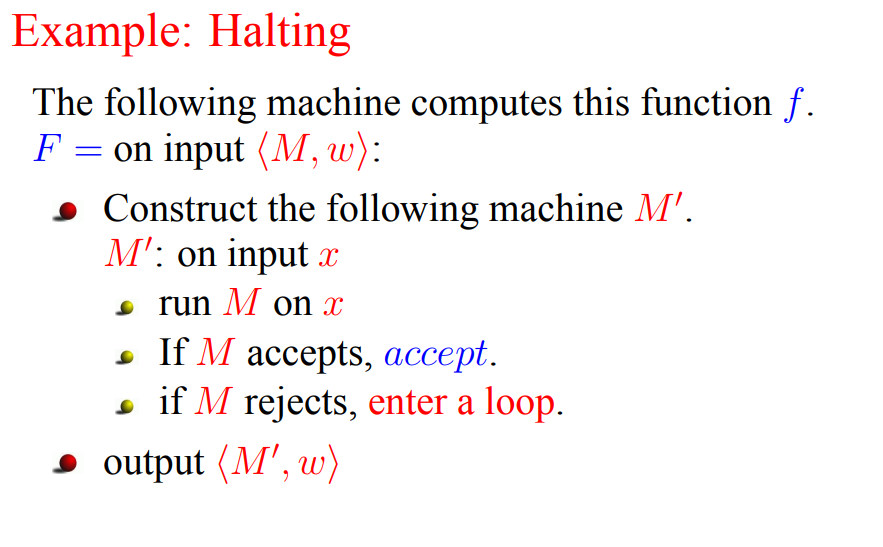 Example: Halting
The following machine computes this function f.
F = on input ⟨M, w⟩:
Construct the following machine M′.
M′: on input x
run M on x
If M accepts, accept.
if M rejects, enter a loop.
output ⟨M′, w⟩